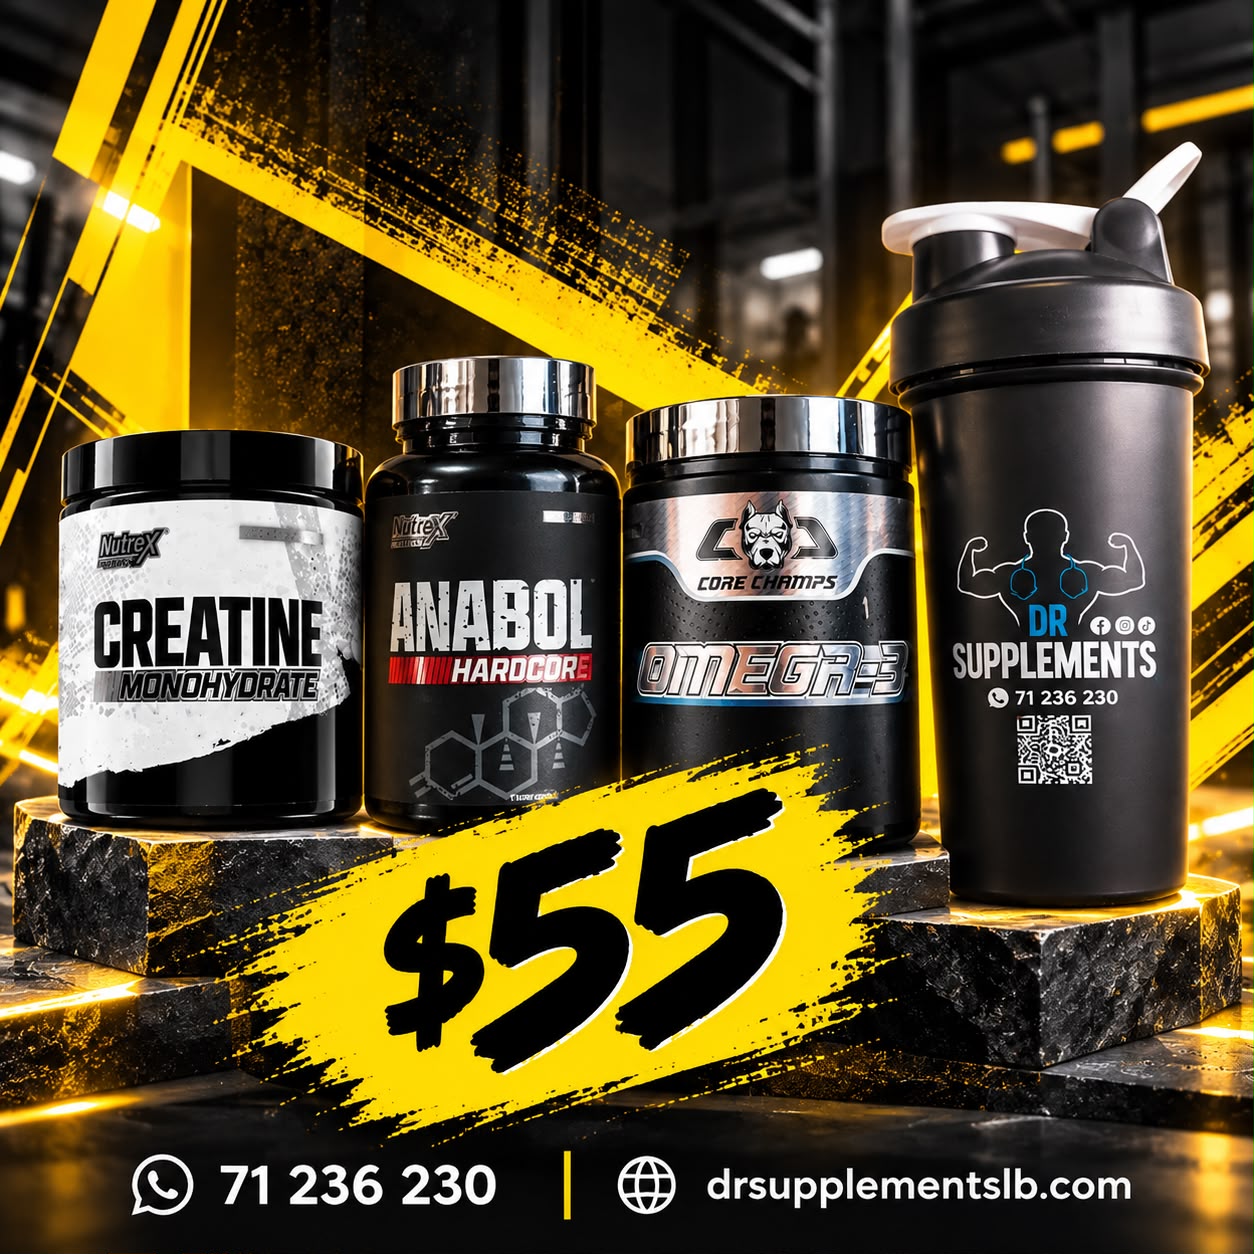 Nutrex
CREATINE
MONOHYDRATE
Nutrex
ANABOL
HARDCORE
CORE CHAMPS
OMEGA-3
DR
SUPPLEMENTS
71 236 230
$55
71 236 230
drsupplementslb.com